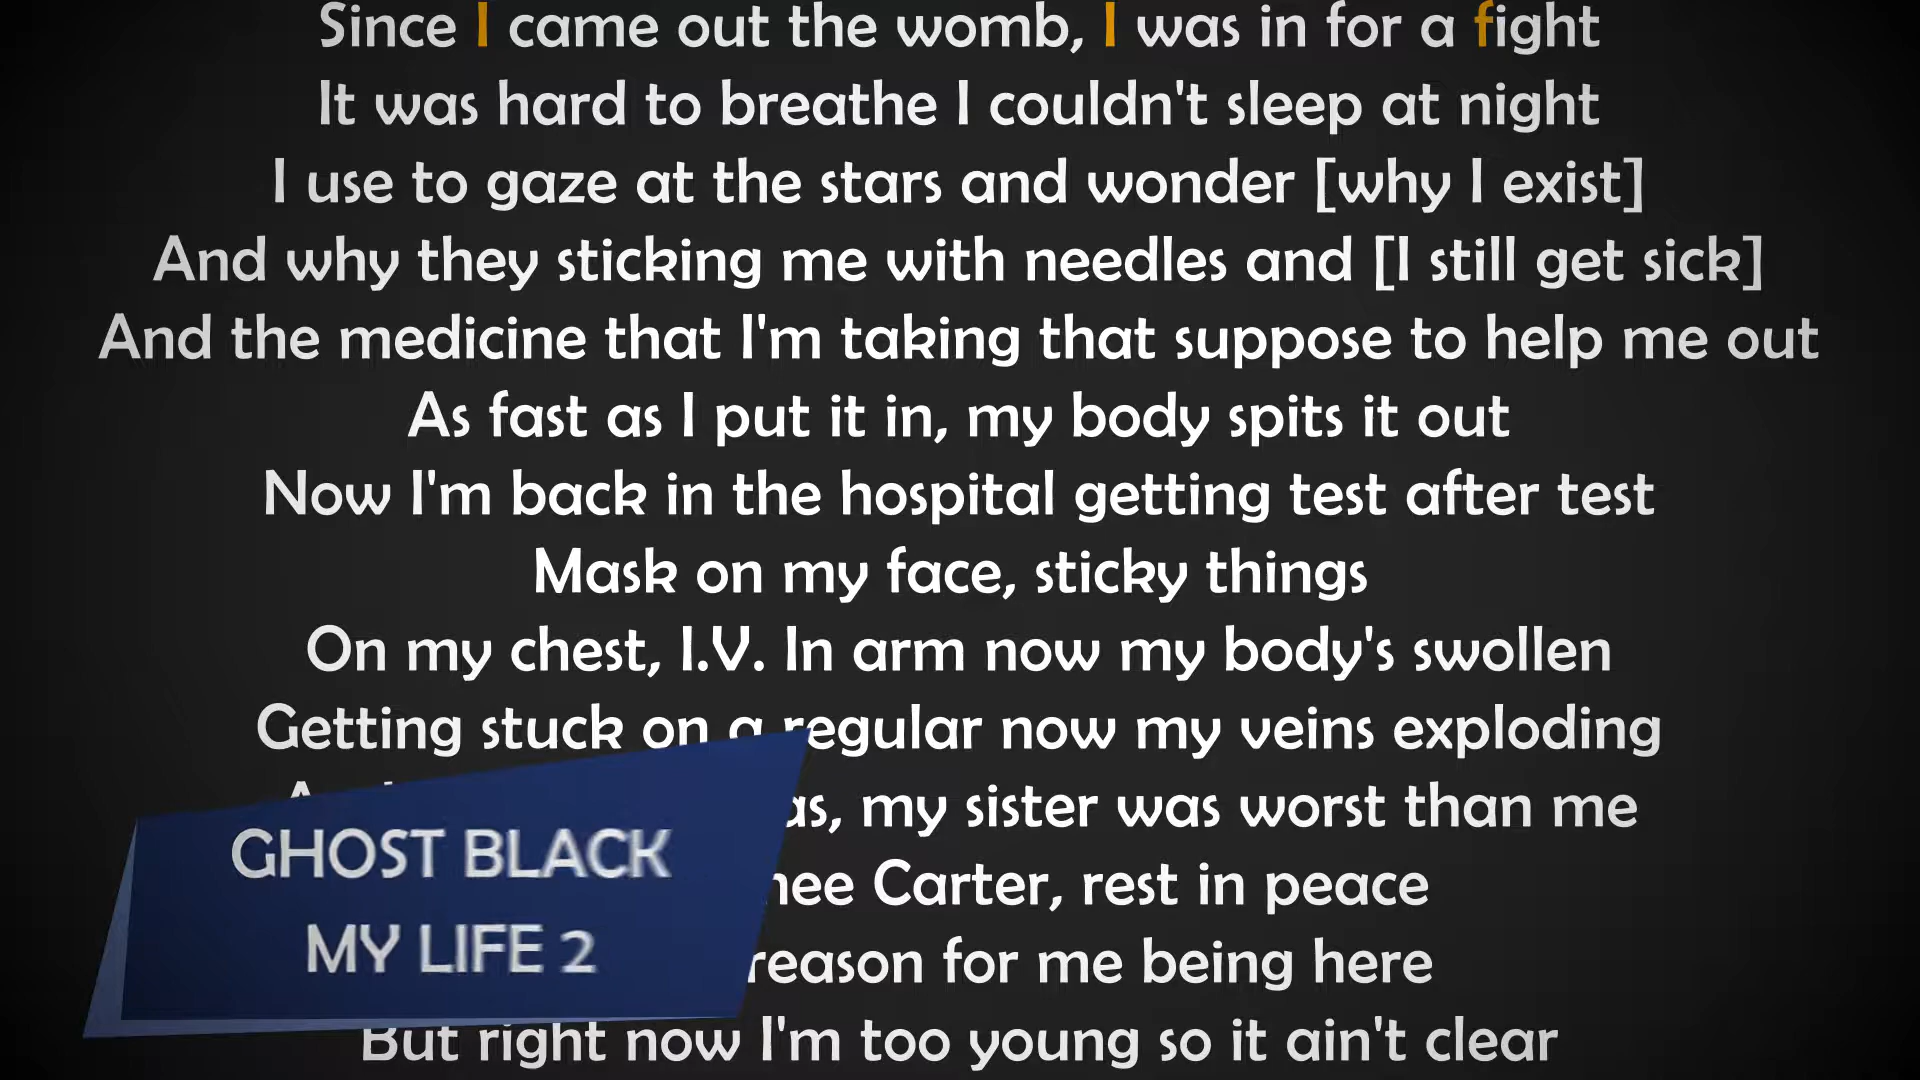 Since I came out the womb, I was in for a fight
It was hard to breathe I couldn't sleep at night
I use to gaze at the stars and wonder [why I exist]
And why they sticking me with needles and [I still get sick]
And the medicine that I'm taking that suppose to help me out
As fast as I put it in, my body spits it out
Now I'm back in the hospital getting test after test
Mask on my face, sticky things
On my chest, I.V. In arm now my body's swollen
Getting stuck on a regular now my veins exploding
my sister was worst than me
Carter, rest in peace
reason for me being here
But right now I'm too young so it ain't clear
GHOST BLACK
MY LIFE 2